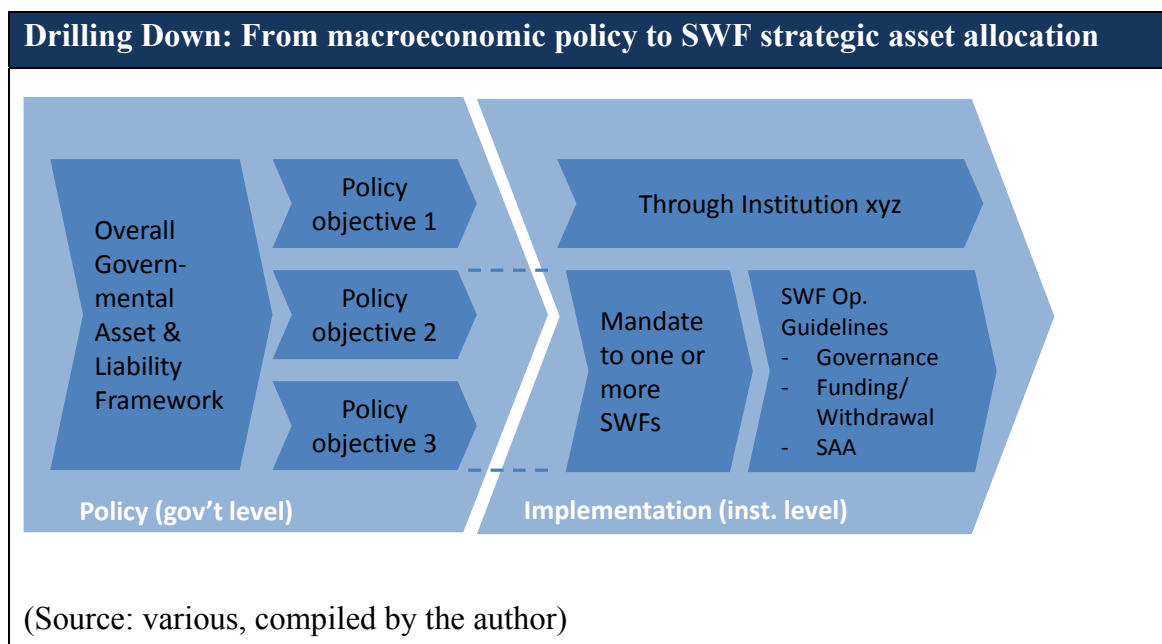 Drilling Down: From macroeconomic policy to SWF strategic asset allocation
Overall
Govern-
mental
Asset &
Liability
Framework
Policy
objective 1
Policy
objective 2
Policy
objective 3
Policy (gov’t level)
Through Institution xyz
Mandate
to one or
more
SWFs
SWF Op.
Guidelines
- Governance
- Funding/
Withdrawal
- SAA
Implementation (inst. level)
(Source: various, compiled by the author)